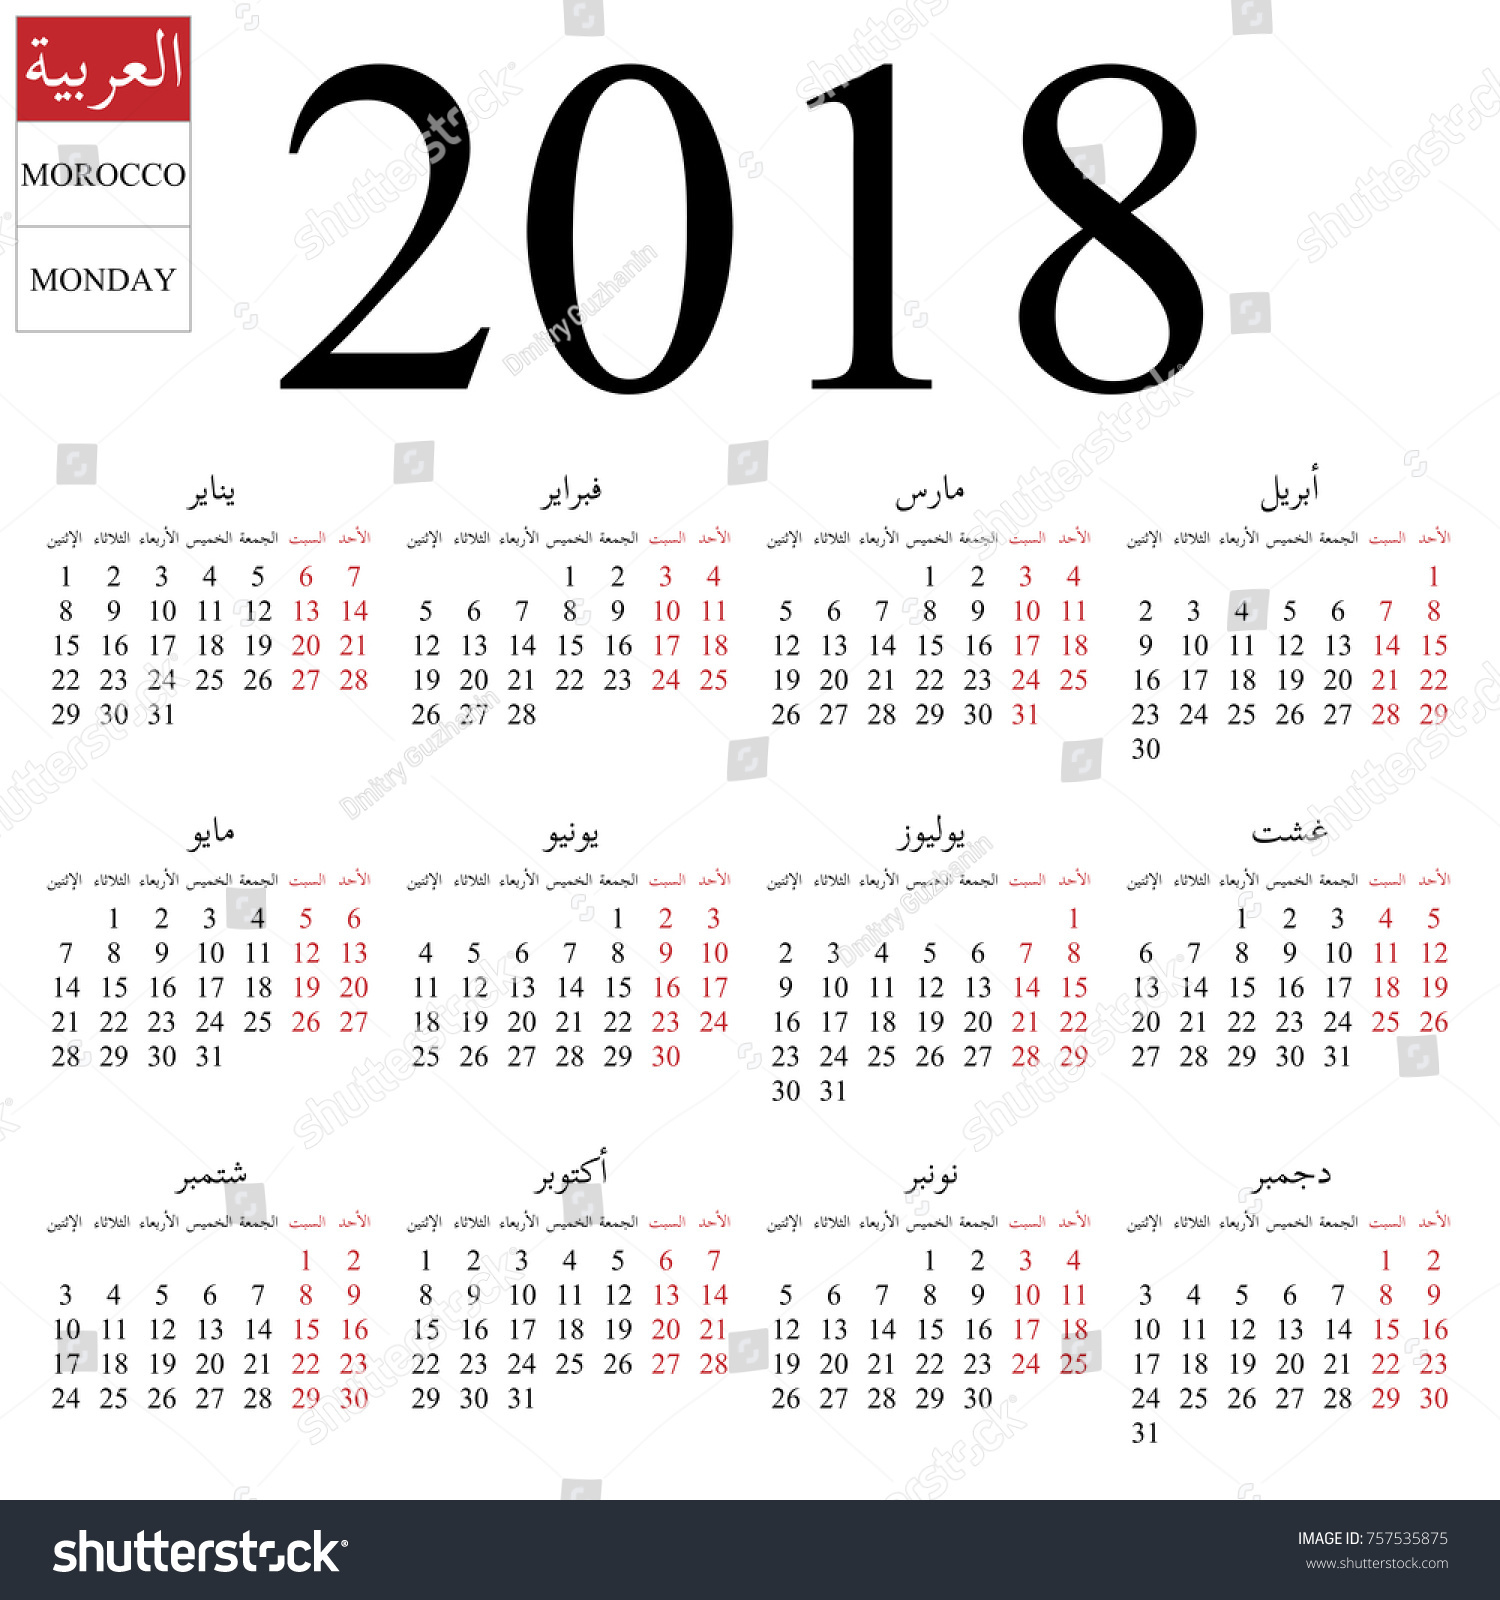 العربية
MOROCCO
MONDAY
2018
يناير
الإثنين الثلاثاء الأربعاء الخميس الجمعة السبت الأحد
1 2 3 4 5 6 7
8 9 10 11 12 13 14
15 16 17 18 19 20 21
22 23 24 25 26 27 28
29 30 31
فبراير
الإثنين الثلاثاء الأربعاء الخميس الجمعة السبت الأحد
1 2 3 4
5 6 7 8 9 10 11
12 13 14 15 16 17 18
19 20 21 22 23 24 25
26 27 28
مارس
الإثنين الثلاثاء الأربعاء الخميس الجمعة السبت الأحد
1 2 3 4
5 6 7 8 9 10 11
12 13 14 15 16 17 18
19 20 21 22 23 24 25
26 27 28 29 30 31
أبريل
الإثنين الثلاثاء الأربعاء الخميس الجمعة السبت الأحد
1
2 3 4 5 6 7 8
9 10 11 12 13 14 15
16 17 18 19 20 21 22
23 24 25 26 27 28 29
30
مايو
الإثنين الثلاثاء الأربعاء الخميس الجمعة السبت الأحد
1 2 3 4 5 6
7 8 9 10 11 12 13
14 15 16 17 18 19 20
21 22 23 24 25 26 27
28 29 30 31
يونيو
الإثنين الثلاثاء الأربعاء الخميس الجمعة السبت الأحد
1 2 3
4 5 6 7 8 9 10
11 12 13 14 15 16 17
18 19 20 21 22 23 24
25 26 27 28 29 30
يوليوز
الإثنين الثلاثاء الأربعاء الخميس الجمعة السبت الأحد
1
2 3 4 5 6 7 8
9 10 11 12 13 14 15
16 17 18 19 20 21 22
23 24 25 26 27 28 29
30 31
غشت
الإثنين الثلاثاء الأربعاء الخميس الجمعة السبت الأحد
1 2 3 4 5
6 7 8 9 10 11 12
13 14 15 16 17 18 19
20 21 22 23 24 25 26
27 28 29 30 31
شتمبر
الإثنين الثلاثاء الأربعاء الخميس الجمعة السبت الأحد
1 2
3 4 5 6 7 8 9
10 11 12 13 14 15 16
17 18 19 20 21 22 23
24 25 26 27 28 29 30
أكتوبر
الإثنين الثلاثاء الأربعاء الخميس الجمعة السبت الأحد
1 2 3 4 5 6 7
8 9 10 11 12 13 14
15 16 17 18 19 20 21
22 23 24 25 26 27 28
29 30 31
نونبر
الإثنين الثلاثاء الأربعاء الخميس الجمعة السبت الأحد
1 2 3 4
5 6 7 8 9 10 11
12 13 14 15 16 17 18
19 20 21 22 23 24 25
26 27 28 29 30
دجمبر
الإثنين الثلاثاء الأربعاء الخميس الجمعة السبت الأحد
1 2
3 4 5 6 7 8 9
10 11 12 13 14 15 16
17 18 19 20 21 22 23
24 25 26 27 28 29 30
31
shutterstock
IMAGE ID: 757535875
www.shutterstock.com